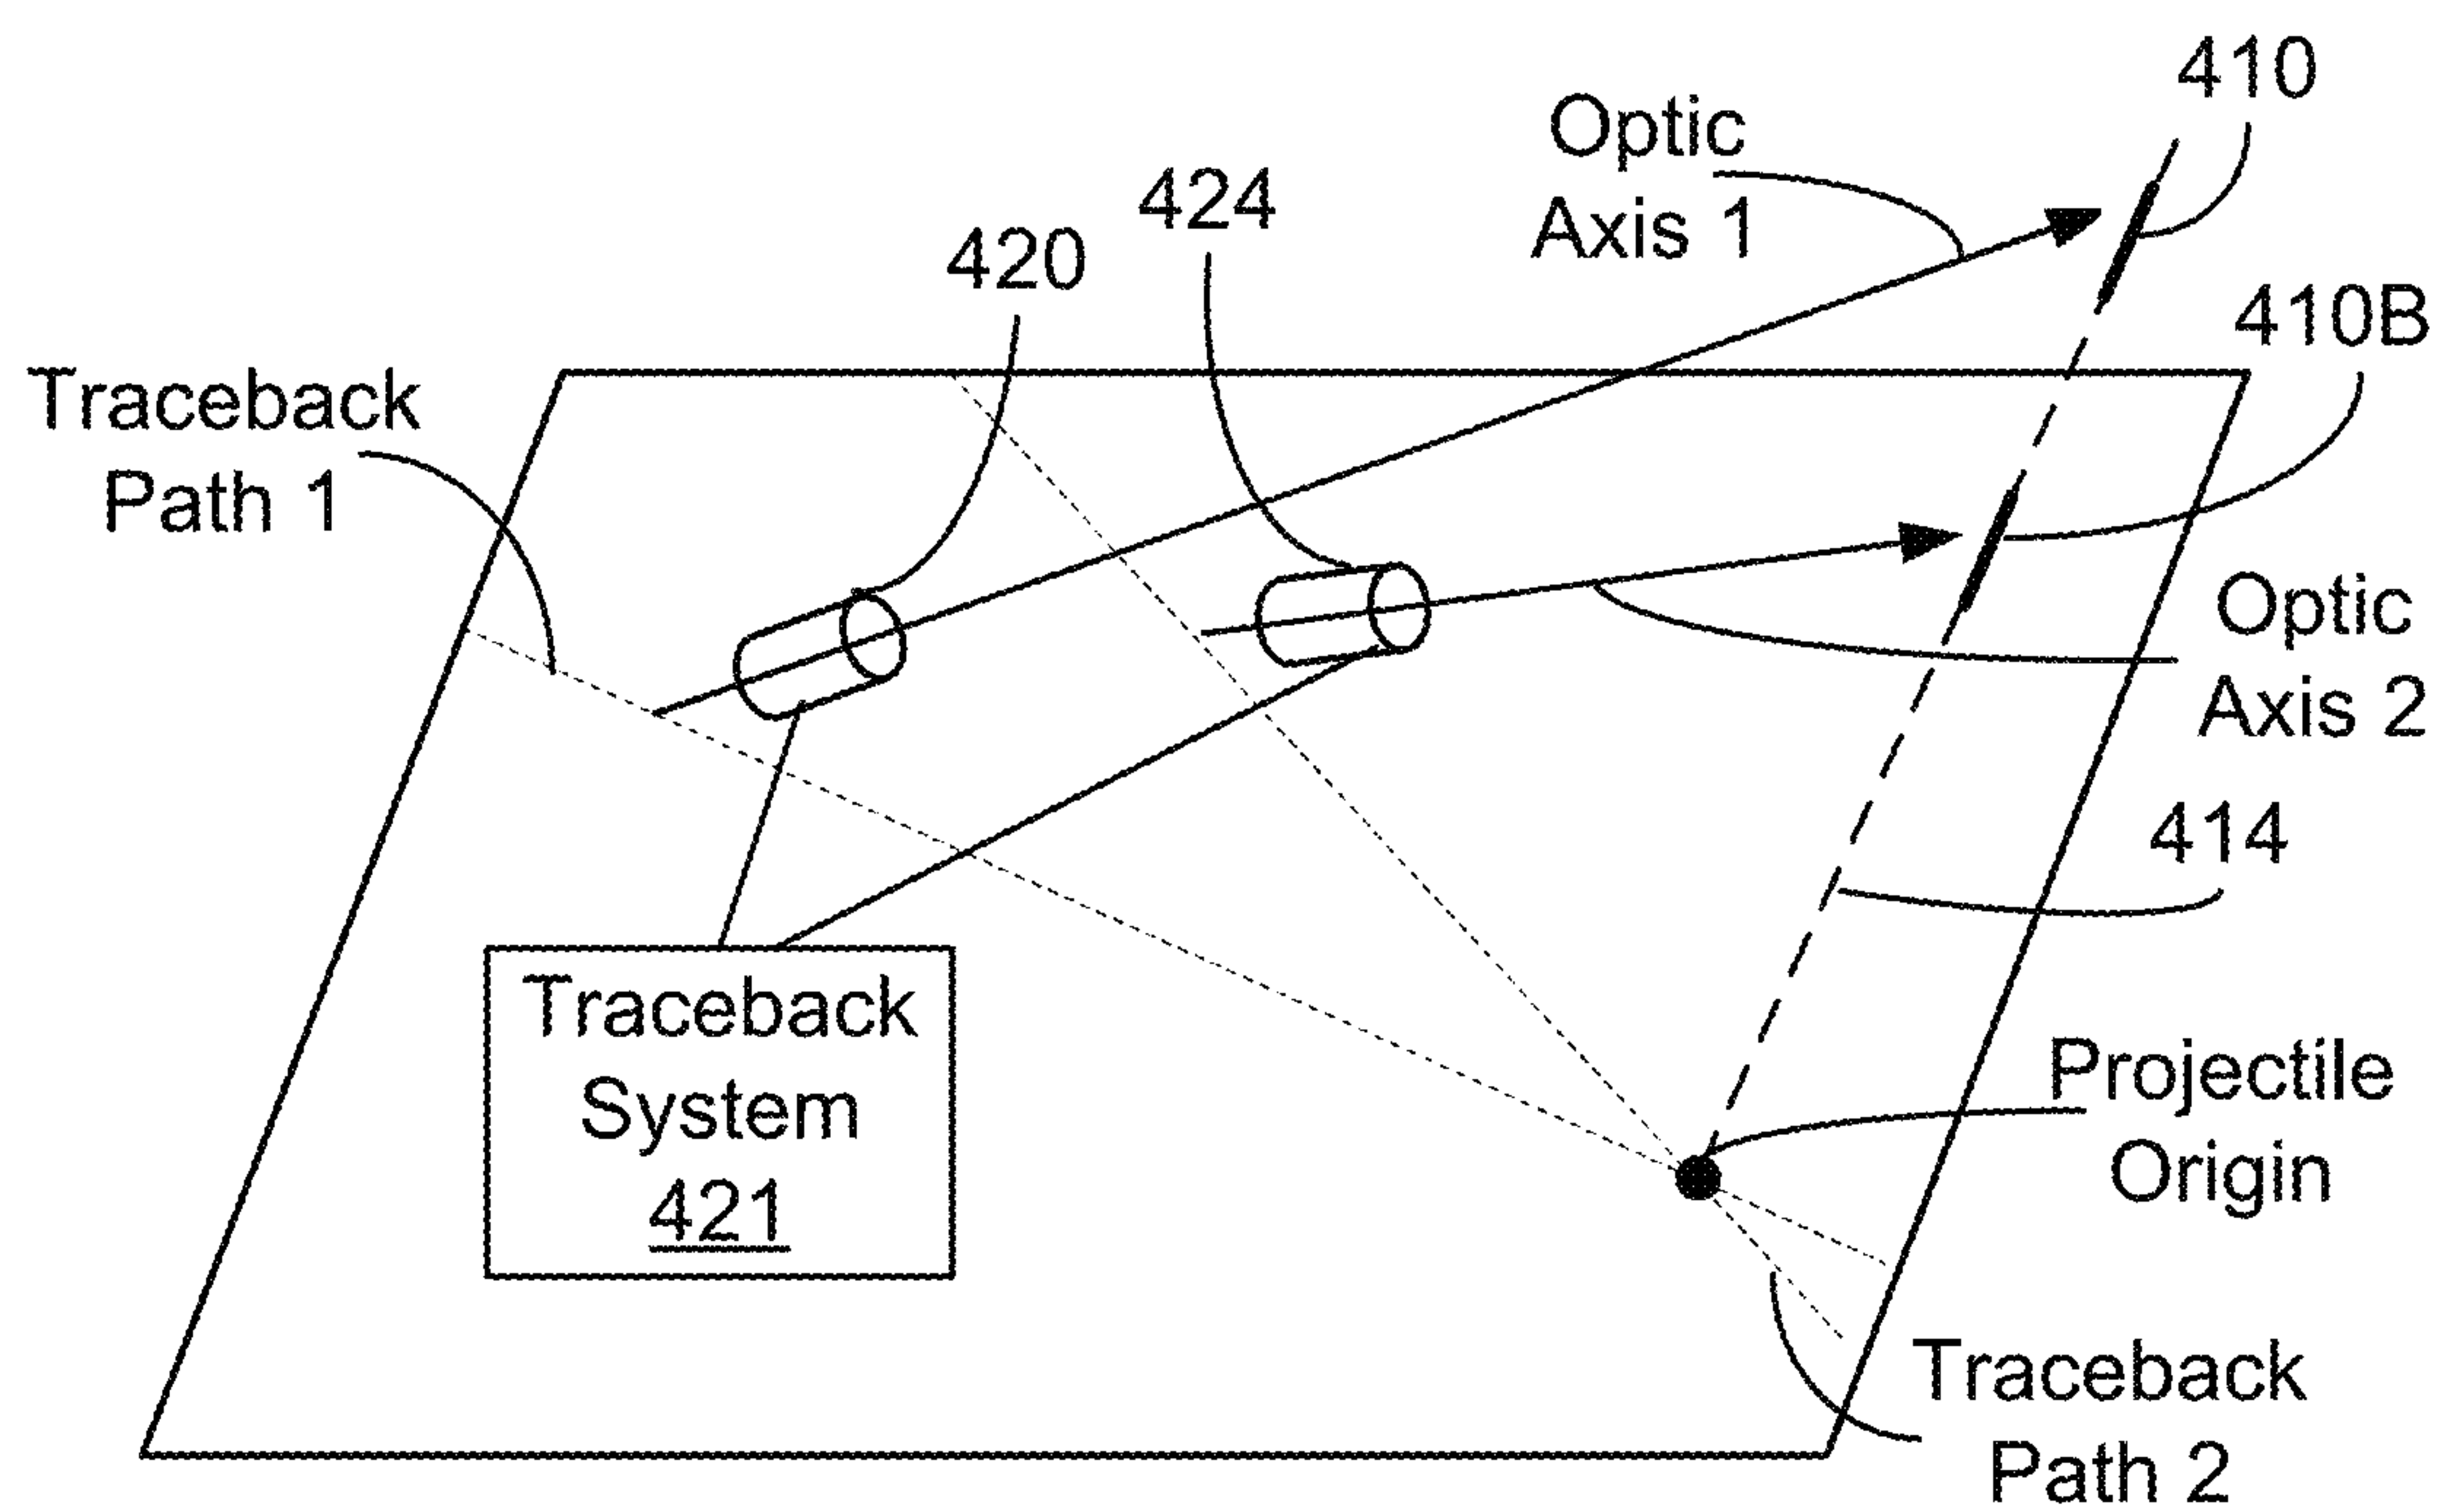 410
Optic
Axis 1
424
420
410B
Traceback
Path 1
Optic
Axis 2
414
Traceback
System
421
Projectile
Origin
Traceback
Path 2